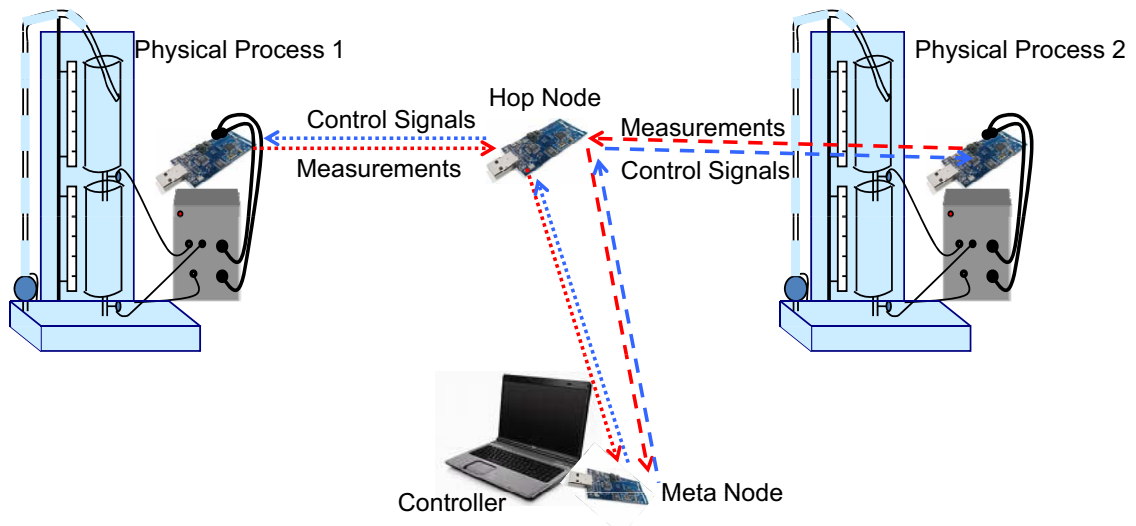 Physical Process 1
Physical Process 2
Hop Node
Control Signals
Measurements
Measurements
Control Signals
Controller
Meta Node